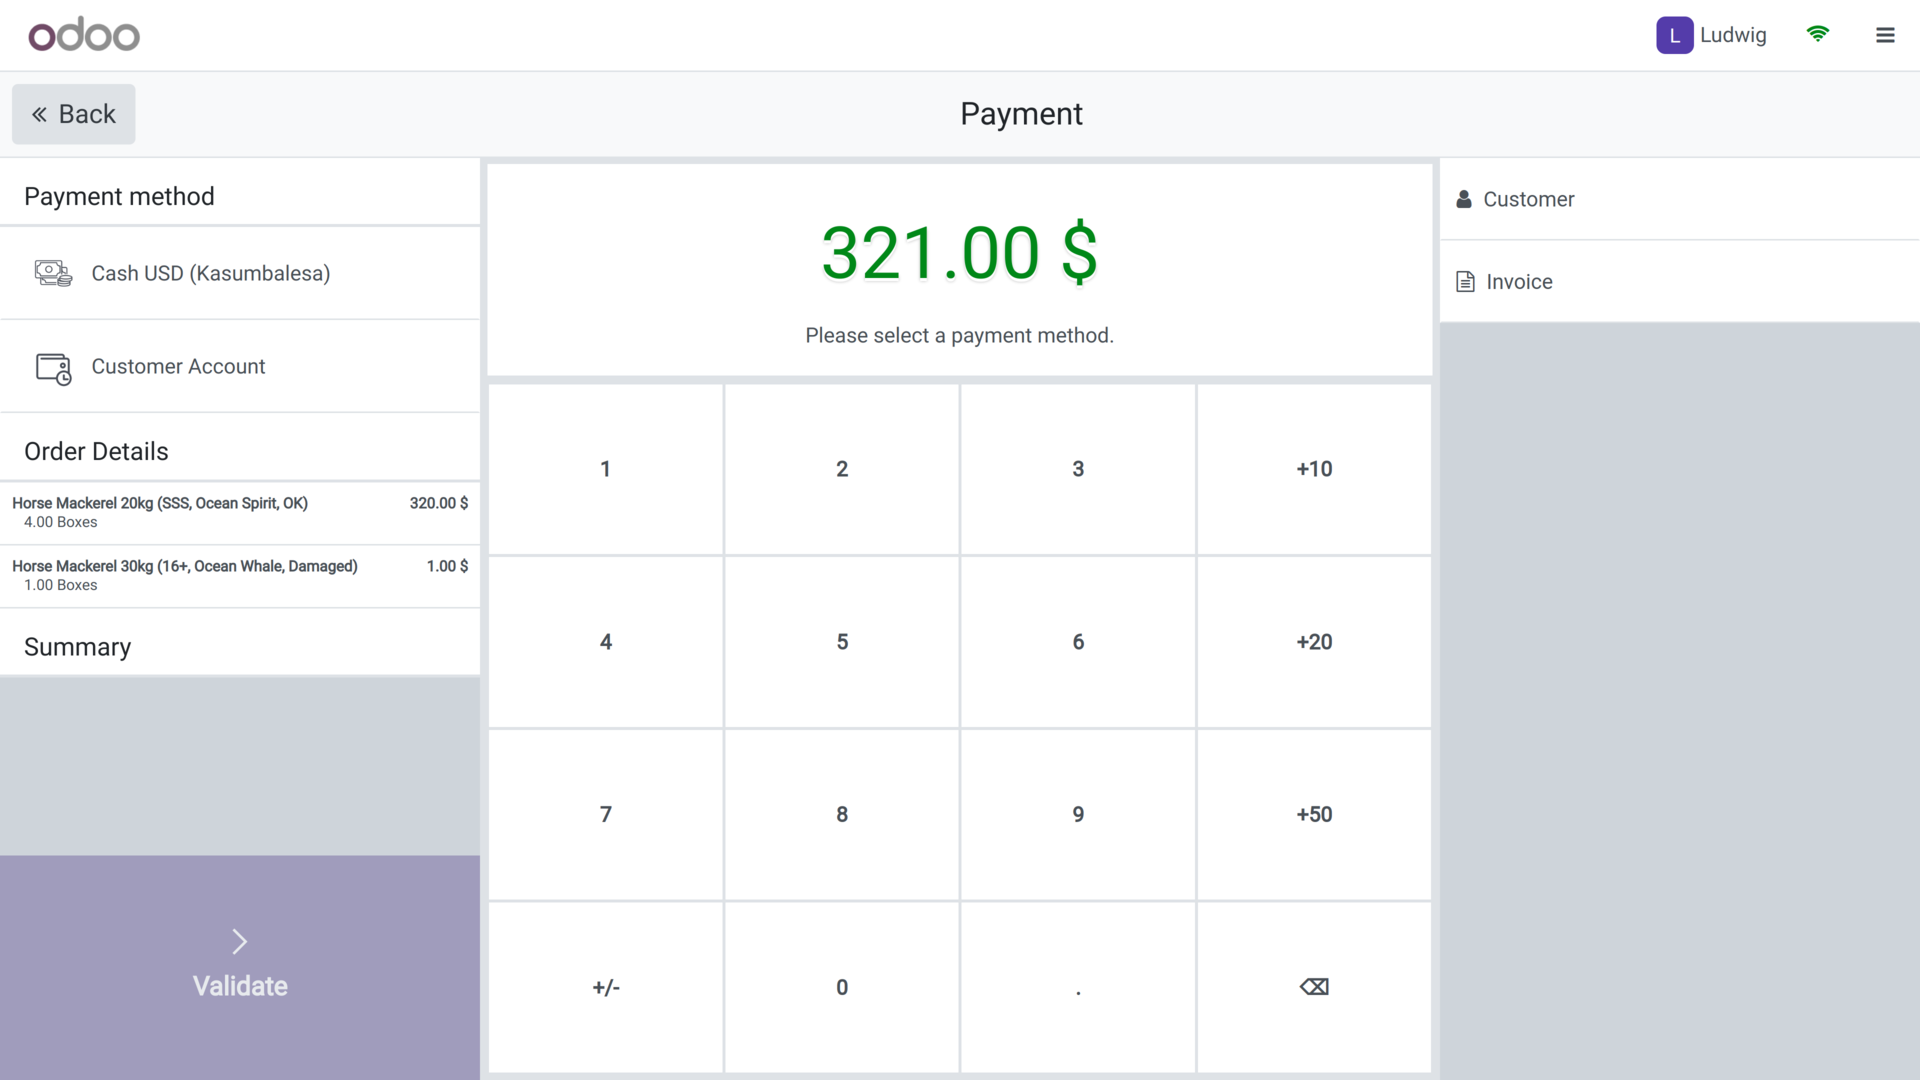 odoo
L Ludwig
« Back
Payment
Payment method
Cash USD (Kasumbalesa)
Customer Account
Order Details
Horse Mackerel 20kg (SSS, Ocean Spirit, OK) 320.00 $
4.00 Boxes
Horse Mackerel 30kg (16+, Ocean Whale, Damaged) 1.00 $
1.00 Boxes
Summary
Validate
321.00 $
Please select a payment method.
1 2 3 +10
4 5 6 +20
7 8 9 +50
+/- 0 . ⌫
Customer
Invoice